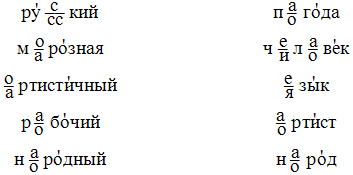 ру́ с/сс кий п а/о го́да
м о/а ро́зная ч е/и л а/о ве́к
о/а ртисти́чный е/я зы́к
р а/о бо́чий а/о рти́ст
н а/о ро́дный н а/о ро́д